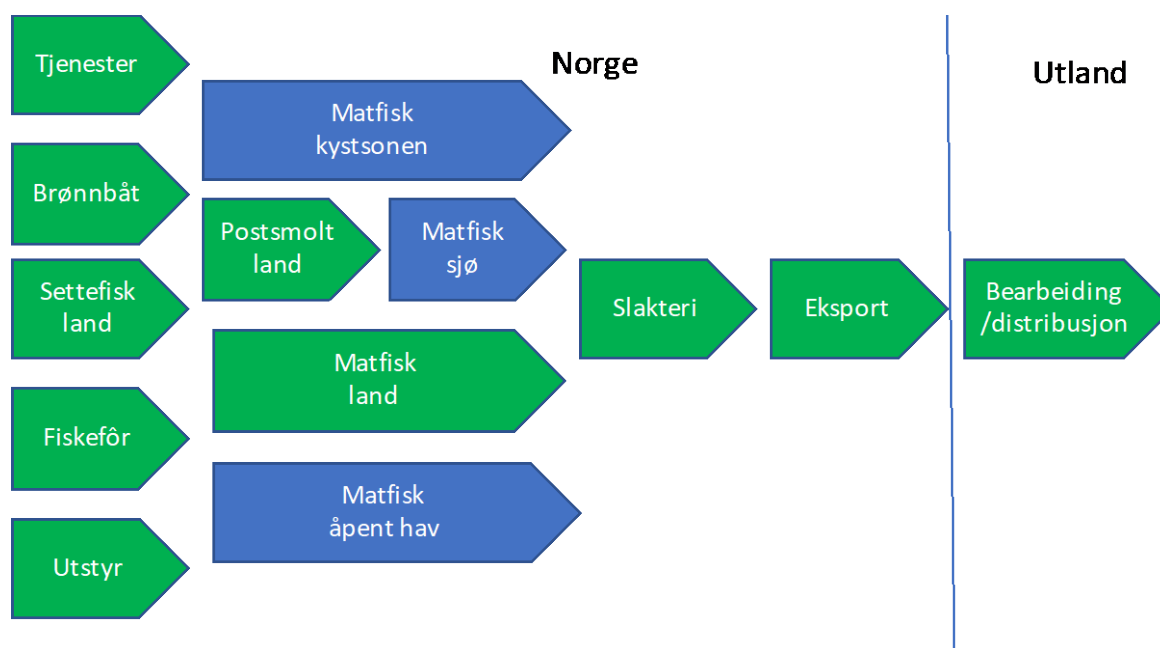 Tjenester
Brønnbåt
Settefisk
land
Fiskefôr
Utstyr
Norge
Matfisk
kystsonen
Postsmolt
land
Matfisk
sjø
Matfisk
land
Matfisk
åpent hav
Slakteri
Eksport
Utland
Bearbeiding
/distribusjon